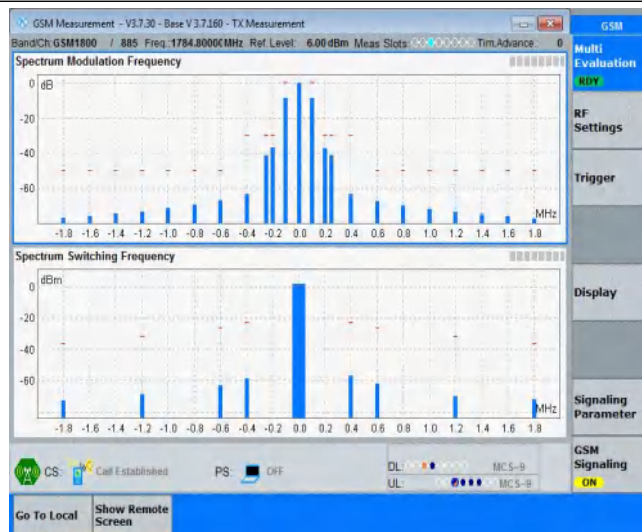 GSM Measurement - V3.7.30 - Base V 3.7.160 - TX Measurement
Band/Ch: GSM1800 / 885 Freq.: 1784.8000 MHz Ref. Level: 6.00 dBm Meas Slots: Tim.Advance: 0
Spectrum Modulation Frequency
dB
0
-20
-40
-60
MHz
-1.8 -1.6 -1.4 -1.2 -1.0 -0.8 -0.6 -0.4 -0.2 0.0 0.2 0.4 0.6 0.8 1.0 1.2 1.4 1.6 1.8
Spectrum Switching Frequency
dBm
0
-20
-40
-60
MHz
-1.8 -1.6 -1.4 -1.2 -1.0 -0.8 -0.6 -0.4 -0.2 0.0 0.2 0.4 0.6 0.8 1.0 1.2 1.4 1.6 1.8
CS: Call Established PS: OFF
DL: MCS-9
UL: MCS-9
Go To Local
Show Remote
Screen
GSM
Multi
Evaluation
RDY
RF
Settings
Trigger
Display
Signaling
Parameter
GSM
Signaling
ON